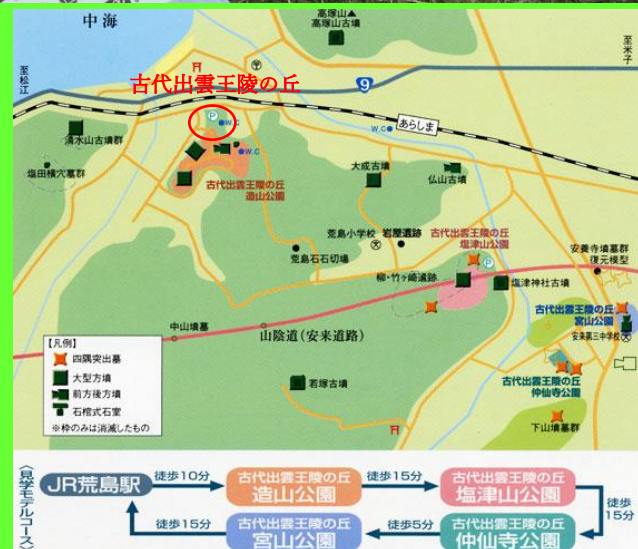 中海
高塚山▲
高塚山古墳
至米子
至松江
古代出雲王陵の丘
9
P
W.C
W.C
あらしま
W.C
清水山古墳群
塩田横穴墓群
古代出雲王陵の丘
造山公園
大成古墳
仏山古墳
荒島小学校
文
岩屋遺跡
古代出雲王陵の丘
塩津山公園
P
荒島石石切場
安養寺墳墓群
復元模型
柳・竹ヶ崎遺跡
塩津神社古墳
古代出雲王陵の丘
宮山公園
安来第三中学校
文
中山墳墓
山陰道(安来道路)
古代出雲王陵の丘
仲仙寺公園
若塚古墳
下山墳墓群
【凡例】
四隅突出墓
大型方墳
前方後方墳
石棺式石室
※枠のみは消滅したもの
〈見学モデルコース〉
JR荒島駅
徒歩10分
古代出雲王陵の丘
造山公園
徒歩15分
古代出雲王陵の丘
塩津山公園
徒歩
15分
古代出雲王陵の丘
仲仙寺公園
徒歩5分
古代出雲王陵の丘
宮山公園
徒歩15分